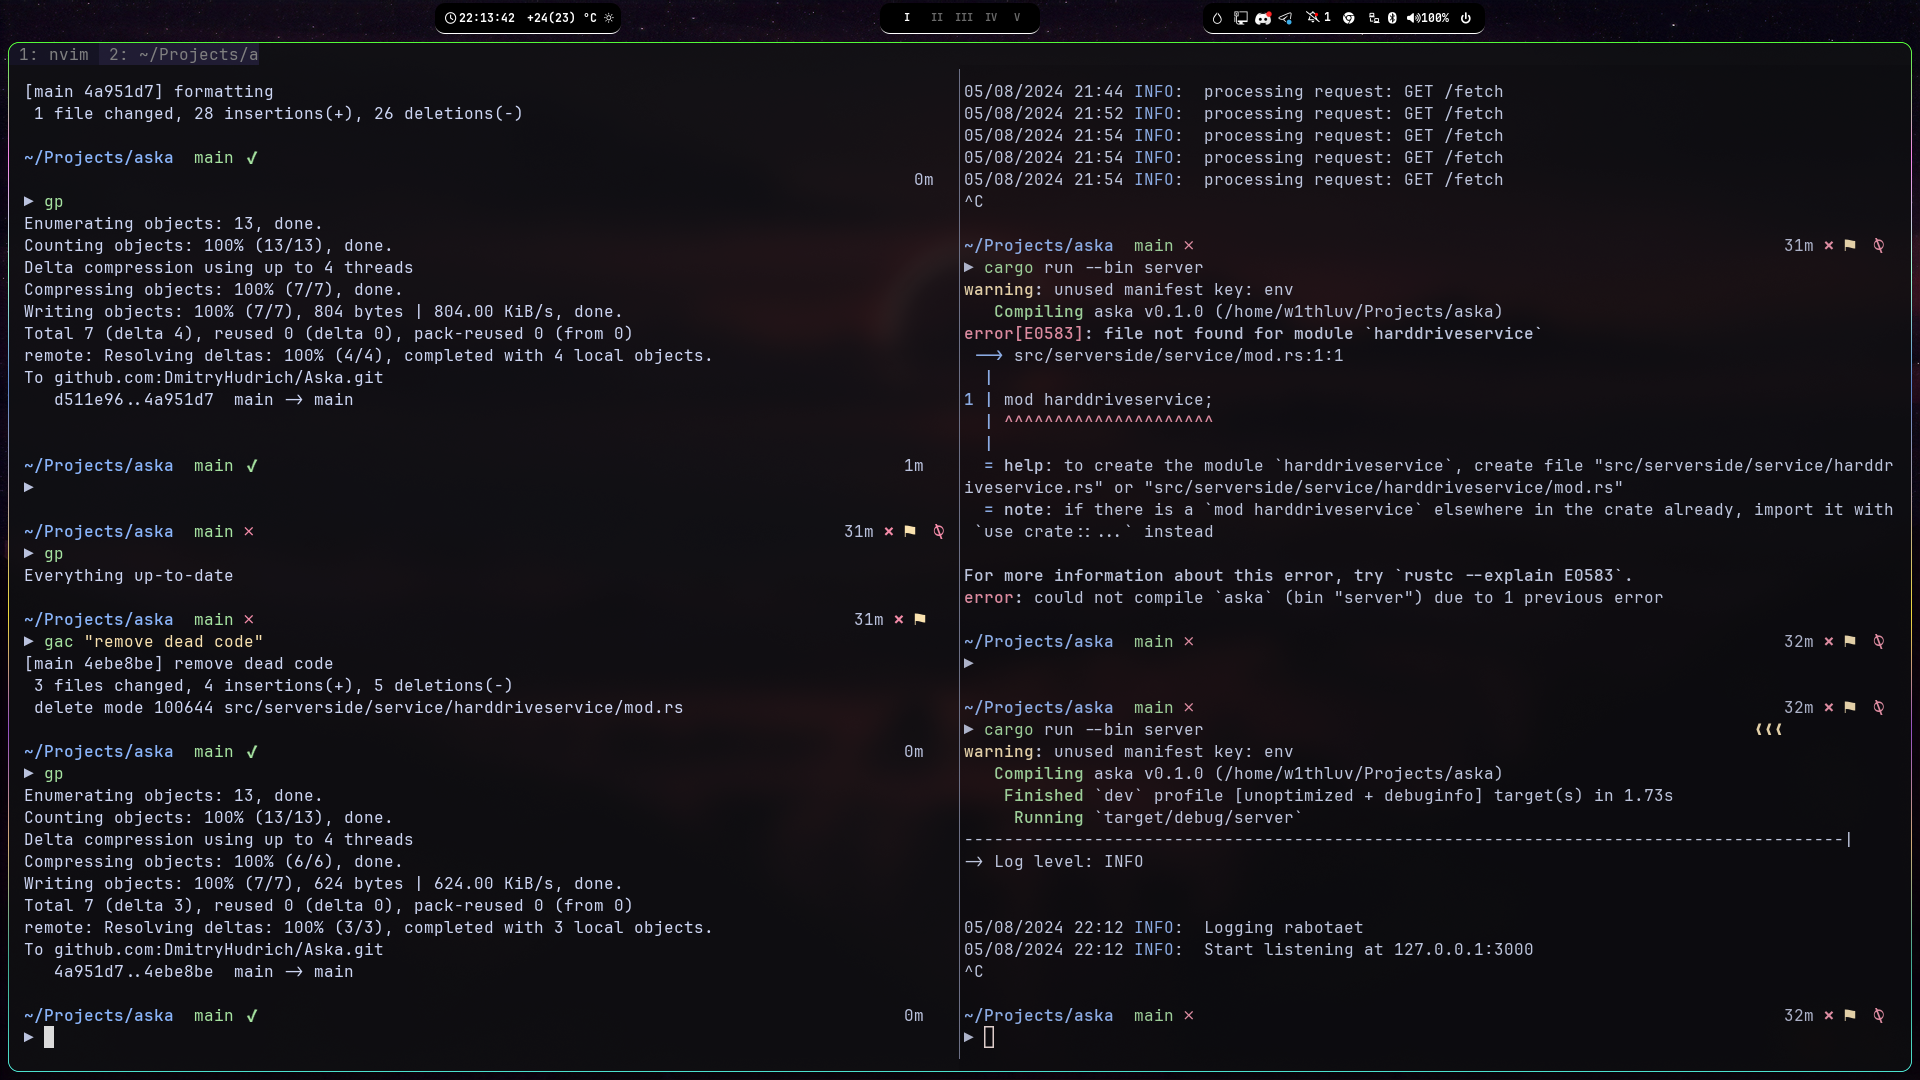 22:13:42 +24(23) °C
I II III IV V
1 100%
1: nvim 2: ~/Projects/a
[main 4a951d7] formatting
1 file changed, 28 insertions(+), 26 deletions(-)
~/Projects/aska main ✓
0m
▶ gp
Enumerating objects: 13, done.
Counting objects: 100% (13/13), done.
Delta compression using up to 4 threads
Compressing objects: 100% (7/7), done.
Writing objects: 100% (7/7), 804 bytes | 804.00 KiB/s, done.
Total 7 (delta 4), reused 0 (delta 0), pack-reused 0 (from 0)
remote: Resolving deltas: 100% (4/4), completed with 4 local objects.
To github.com:DmitryHudrich/Aska.git
d511e96..4a951d7 main -> main
~/Projects/aska main ✓ 1m
▶
~/Projects/aska main × 31m ×
▶ gp
Everything up-to-date
~/Projects/aska main × 31m ×
▶ gac "remove dead code"
[main 4ebe8be] remove dead code
3 files changed, 4 insertions(+), 5 deletions(-)
delete mode 100644 src/serverside/service/harddriveservice/mod.rs
~/Projects/aska main ✓ 0m
▶ gp
Enumerating objects: 13, done.
Counting objects: 100% (13/13), done.
Delta compression using up to 4 threads
Compressing objects: 100% (6/6), done.
Writing objects: 100% (7/7), 624 bytes | 624.00 KiB/s, done.
Total 7 (delta 3), reused 0 (delta 0), pack-reused 0 (from 0)
remote: Resolving deltas: 100% (3/3), completed with 3 local objects.
To github.com:DmitryHudrich/Aska.git
4a951d7..4ebe8be main -> main
~/Projects/aska main ✓ 0m
▶
05/08/2024 21:44 INFO: processing request: GET /fetch
05/08/2024 21:52 INFO: processing request: GET /fetch
05/08/2024 21:54 INFO: processing request: GET /fetch
05/08/2024 21:54 INFO: processing request: GET /fetch
05/08/2024 21:54 INFO: processing request: GET /fetch
^C
~/Projects/aska main × 31m ×
▶ cargo run --bin server
warning: unused manifest key: env
Compiling aska v0.1.0 (/home/w1thluv/Projects/aska)
error[E0583]: file not found for module `harddriveservice`
--> src/serverside/service/mod.rs:1:1
|
1 | mod harddriveservice;
| ^^^^^^^^^^^^^^^^^^^^^
|
= help: to create the module `harddriveservice`, create file "src/serverside/service/harddr
iveservice.rs" or "src/serverside/service/harddriveservice/mod.rs"
= note: if there is a `mod harddriveservice` elsewhere in the crate already, import it with
`use crate::...` instead
For more information about this error, try `rustc --explain E0583`.
error: could not compile `aska` (bin "server") due to 1 previous error
~/Projects/aska main × 32m ×
▶
~/Projects/aska main × 32m ×
▶ cargo run --bin server ❨❨❨
warning: unused manifest key: env
Compiling aska v0.1.0 (/home/w1thluv/Projects/aska)
Finished `dev` profile [unoptimized + debuginfo] target(s) in 1.73s
Running `target/debug/server`
----------------------------------------------------------------------------------------|
-> Log level: INFO
05/08/2024 22:12 INFO: Logging rabotaet
05/08/2024 22:12 INFO: Start listening at 127.0.0.1:3000
^C
~/Projects/aska main × 32m ×
▶